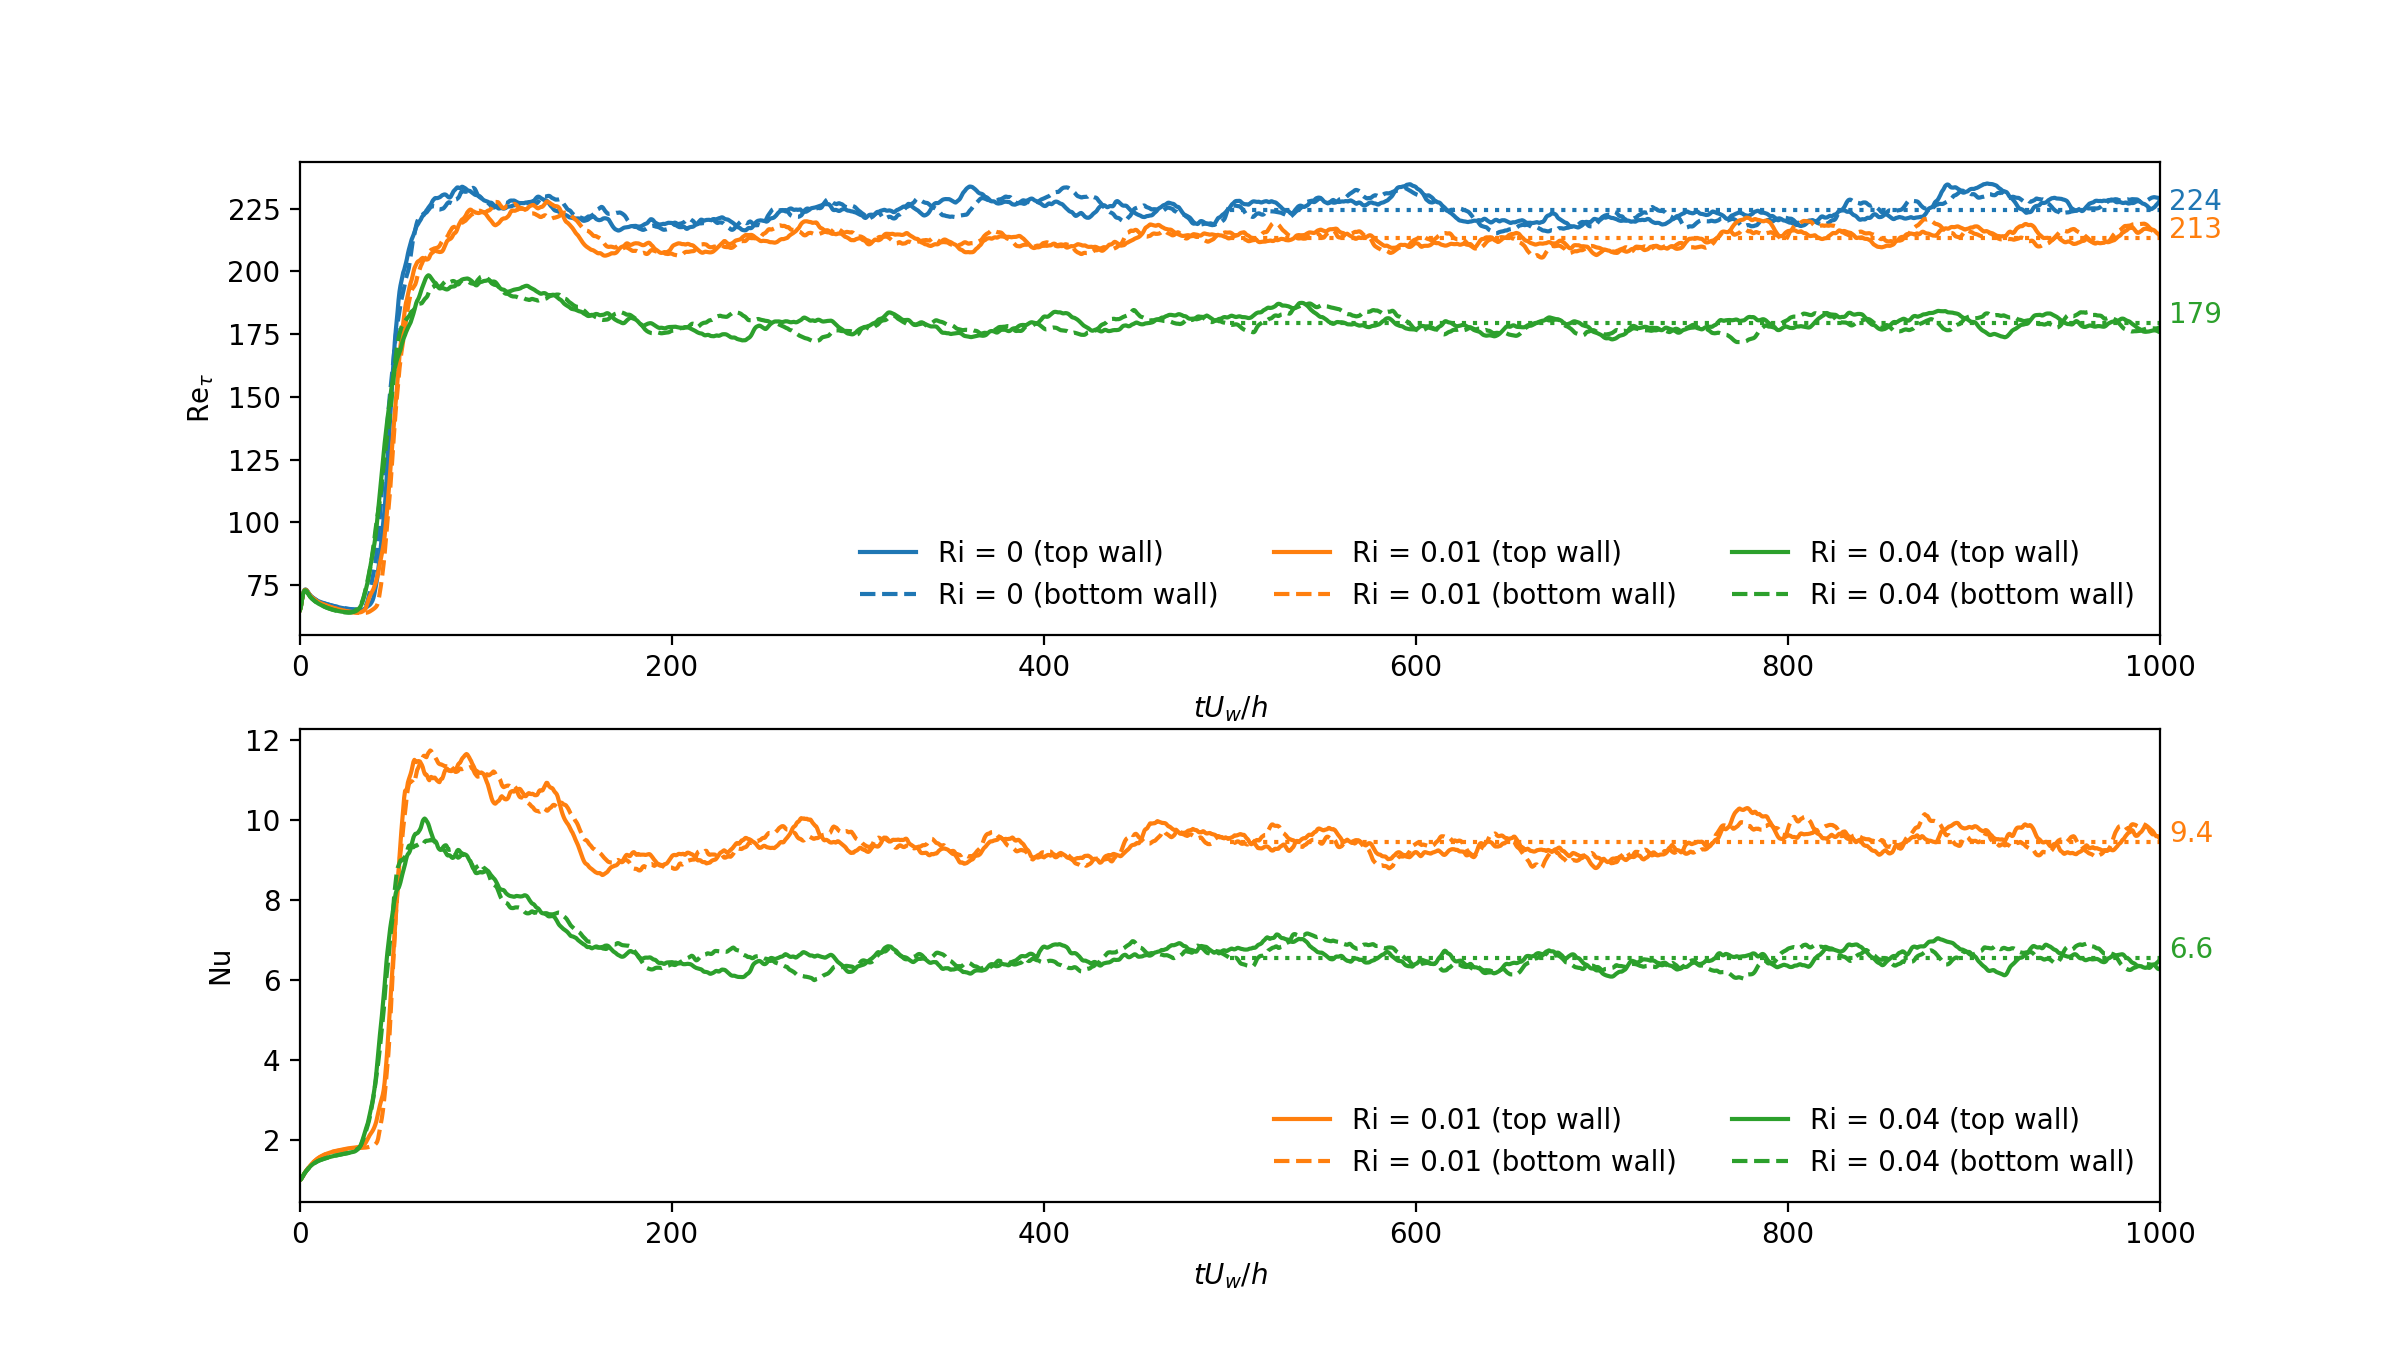 225
200
175
150
125
100
75
Re_τ
224
213
179
Ri = 0 (top wall) Ri = 0.01 (top wall) Ri = 0.04 (top wall)
Ri = 0 (bottom wall) Ri = 0.01 (bottom wall) Ri = 0.04 (bottom wall)
0 200 400 600 800 1000
tU_w/h
12
10
8
6
4
2
Nu
9.4
6.6
Ri = 0.01 (top wall) Ri = 0.04 (top wall)
Ri = 0.01 (bottom wall) Ri = 0.04 (bottom wall)
0 200 400 600 800 1000
tU_w/h